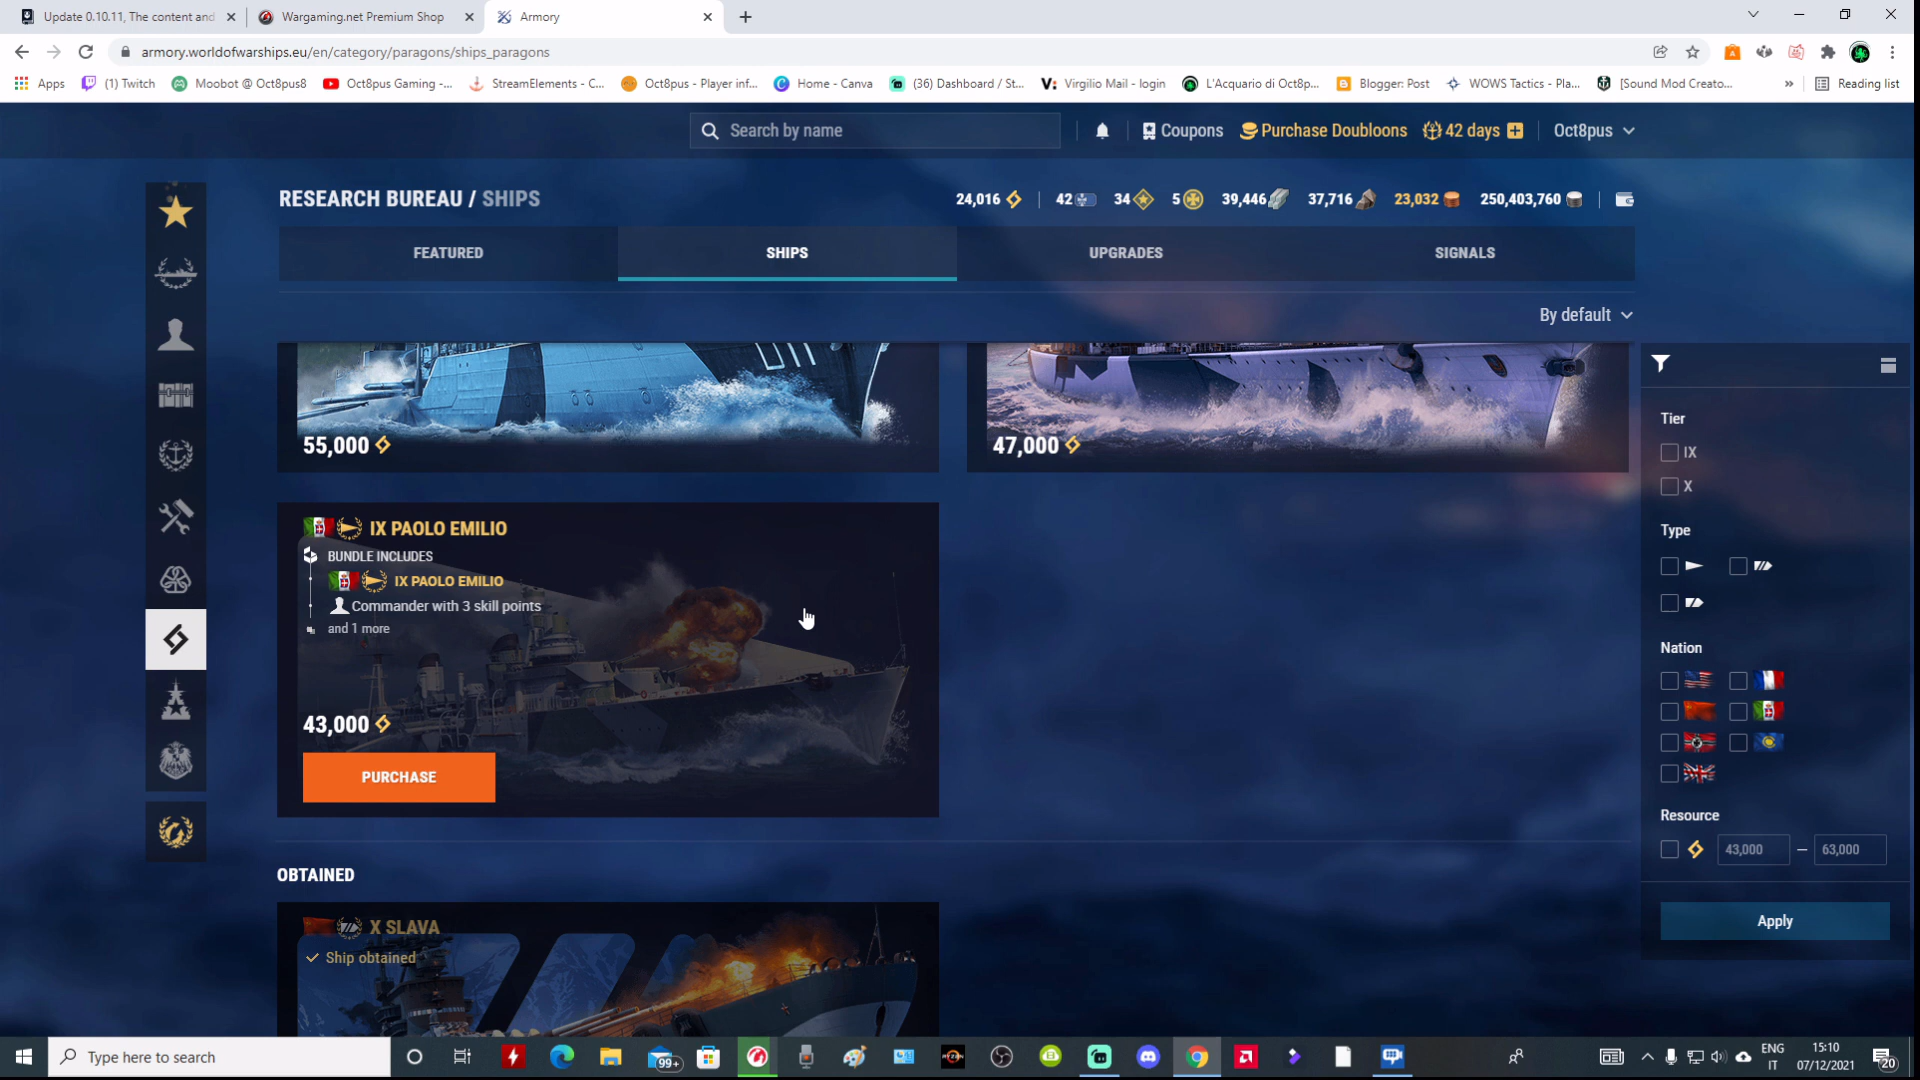 Update 0.10.11, The content and
Wargaming.net Premium Shop
Armory
armory.worldofwarships.eu/en/category/paragons/ships_paragons
Apps
(1) Twitch
Moobot @ Oct8pus8
Oct8pus Gaming -...
StreamElements - C...
Oct8pus - Player inf...
Home - Canva
(36) Dashboard / St...
Virgilio Mail - login
L'Acquario di Oct8p...
Blogger: Post
WOWS Tactics - Pla...
[Sound Mod Creato...
»
Reading list
Search by name
Coupons
Purchase Doubloons
42 days
Oct8pus
RESEARCH BUREAU / SHIPS
24,016
42
34
5
39,446
37,716
23,032
250,403,760
FEATURED
SHIPS
UPGRADES
SIGNALS
By default
55,000
47,000
IX PAOLO EMILIO
BUNDLE INCLUDES
IX PAOLO EMILIO
Commander with 3 skill points
and 1 more
43,000
PURCHASE
OBTAINED
X SLAVA
Ship obtained
Tier
IX
X
Type
Nation
Resource
43,000 — 63,000
Apply
Type here to search
99+
ENG
IT
15:10
07/12/2021
20